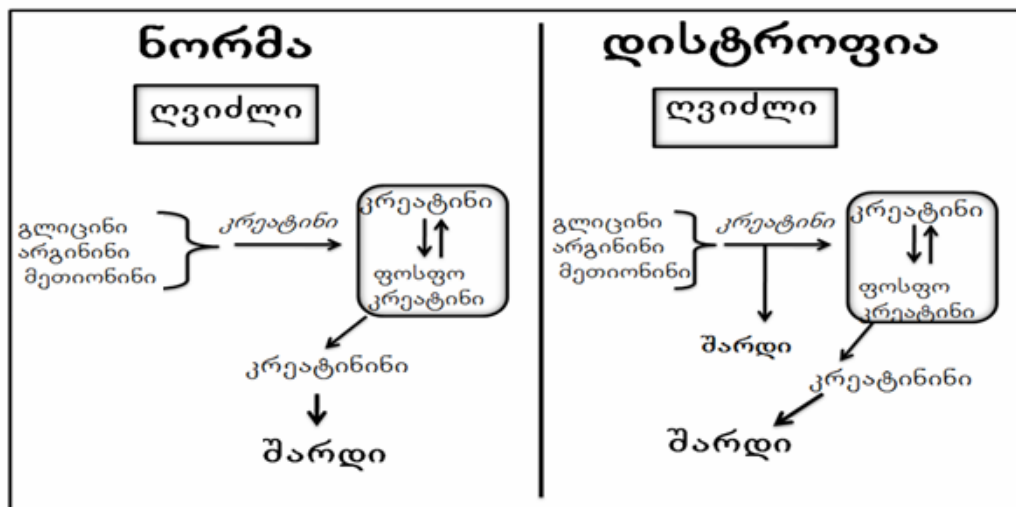 ნორმა
ღვიძლი
გლიცინი
არგინინი
მეთიონინი
კრეატინი
კრეატინი
ფოსფო
კრეატინი
კრეატინინი
შარდი
დისტროფია
ღვიძლი
გლიცინი
არგინინი
მეთიონინი
კრეატინი
კრეატინი
ფოსფო
კრეატინი
შარდი
კრეატინინი
შარდი